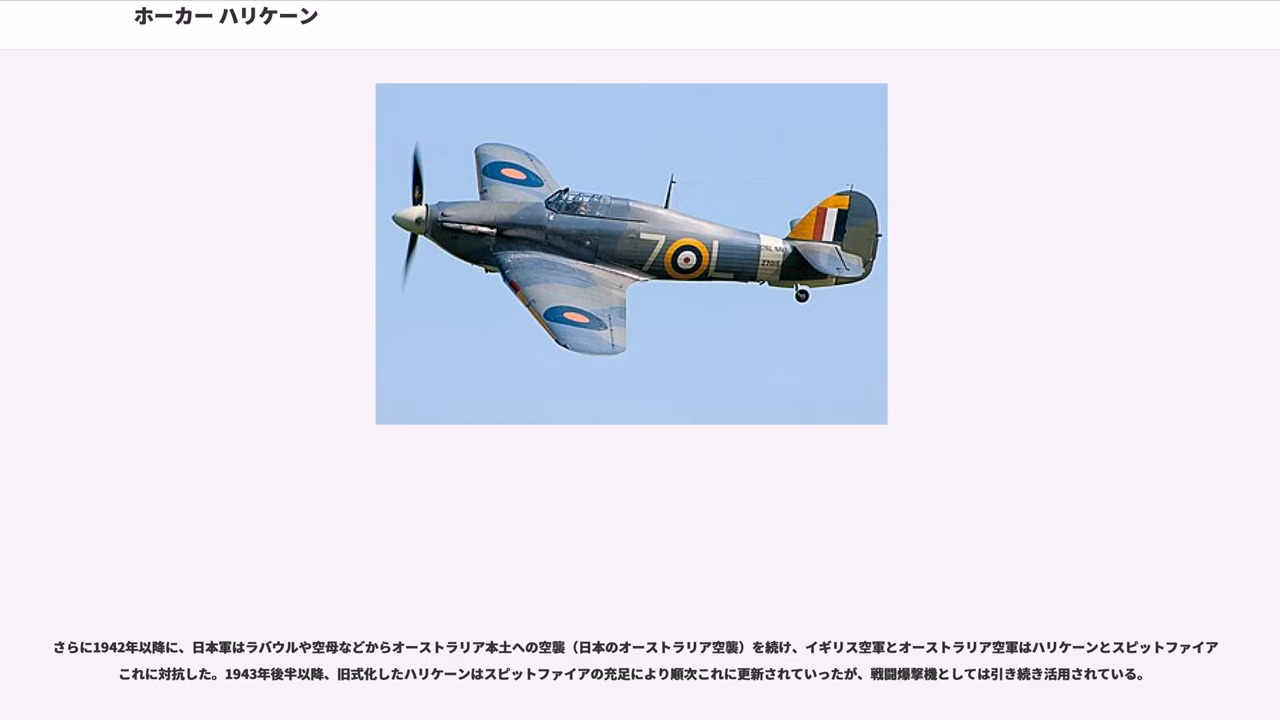 ホーカー ハリケーン
7 L
ROYAL NAVY
Z7015
さらに1942年以降に、日本軍はラバウルや空母などからオーストラリア本土への空襲（日本のオーストラリア空襲）を続け、イギリス空軍とオーストラリア空軍はハリケーンとスピットファイア
これに対抗した。1943年後半以降、旧式化したハリケーンはスピットファイアの充足により順次これに更新されていったが、戦闘爆撃機としては引き続き活用されている。